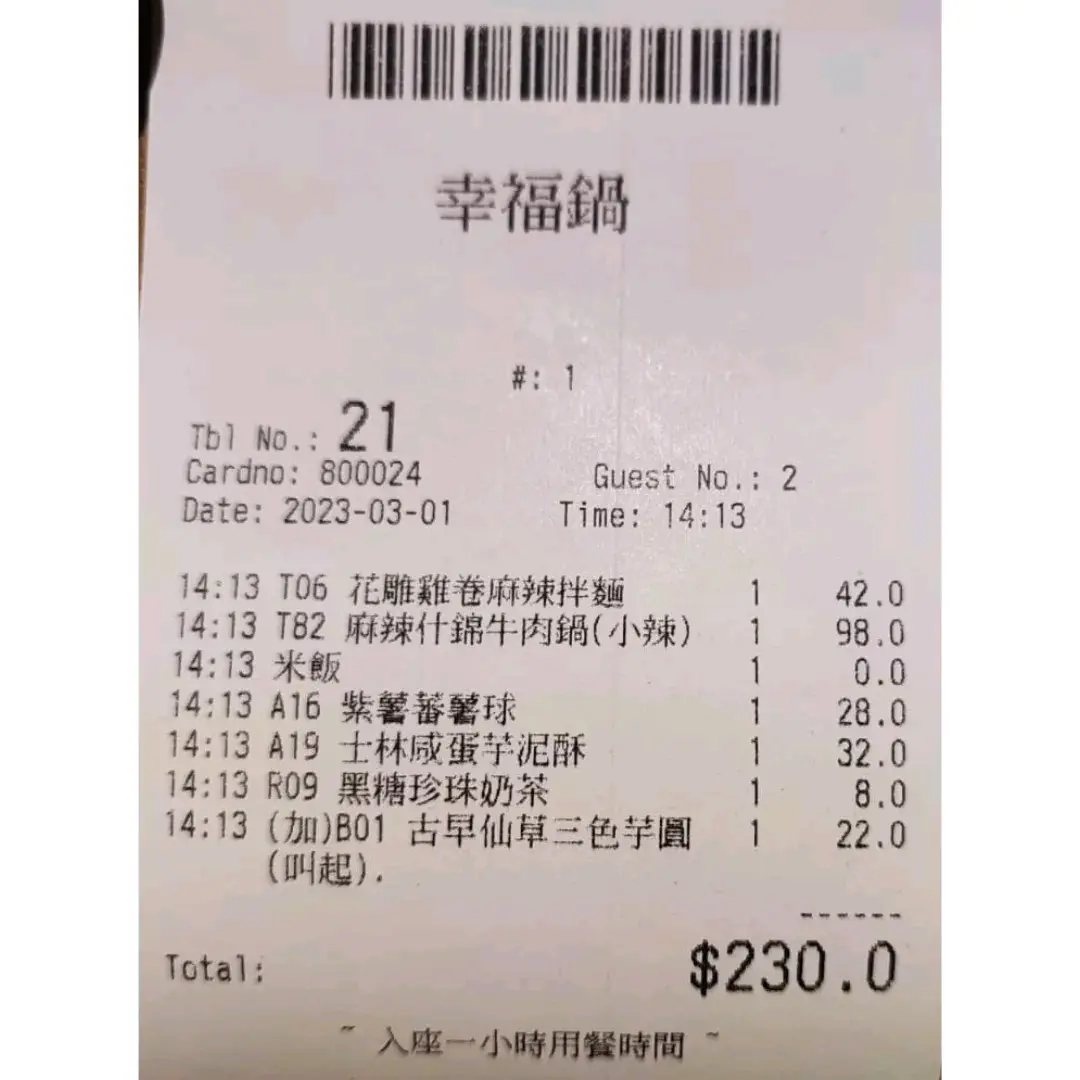 幸福鍋
#: 1
Tbl No.: 21
Cardno: 800024 Guest No.: 2
Date: 2023-03-01 Time: 14:13
14:13 T06 花雕雞卷麻辣拌麵 1 42.0
14:13 T82 麻辣什錦牛肉鍋(小辣) 1 98.0
14:13 米飯 1 0.0
14:13 A16 紫薯蕃薯球 1 28.0
14:13 A19 士林咸蛋芋泥酥 1 32.0
14:13 R09 黑糖珍珠奶茶 1 8.0
14:13 (加)B01 古早仙草三色芋圓 1 22.0
(叫起).
------
Total: $230.0
~ 入座一小時用餐時間 ~